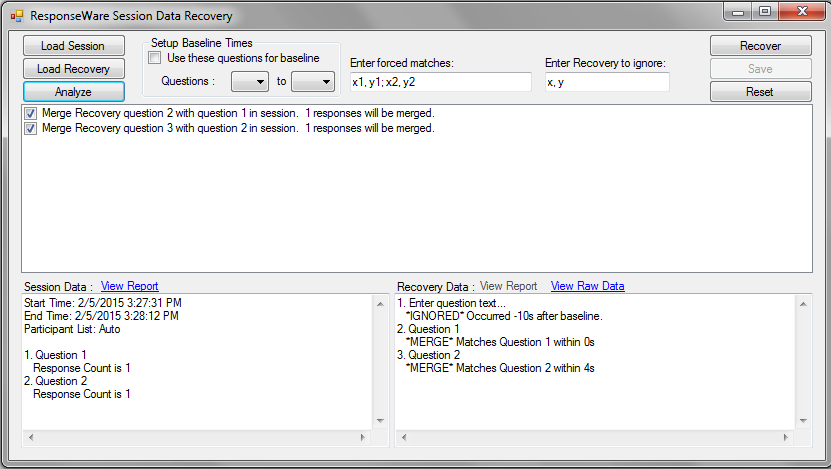 ResponseWare Session Data Recovery
Load Session
Load Recovery
Analyze
Setup Baseline Times
Use these questions for baseline
Questions : to
Enter forced matches:
x1, y1; x2, y2
Enter Recovery to ignore:
x, y
Recover
Save
Reset
Merge Recovery question 2 with question 1 in session.  1 responses will be merged.
Merge Recovery question 3 with question 2 in session.  1 responses will be merged.
Session Data : View Report
Start Time: 2/5/2015 3:27:31 PM
End Time: 2/5/2015 3:28:12 PM
Participant List: Auto
1. Question 1
Response Count is 1
2. Question 2
Response Count is 1
Recovery Data : View Report View Raw Data
1. Enter question text...
*IGNORED* Occurred -10s after baseline.
2. Question 1
*MERGE* Matches Question 1 within 0s
3. Question 2
*MERGE* Matches Question 2 within 4s